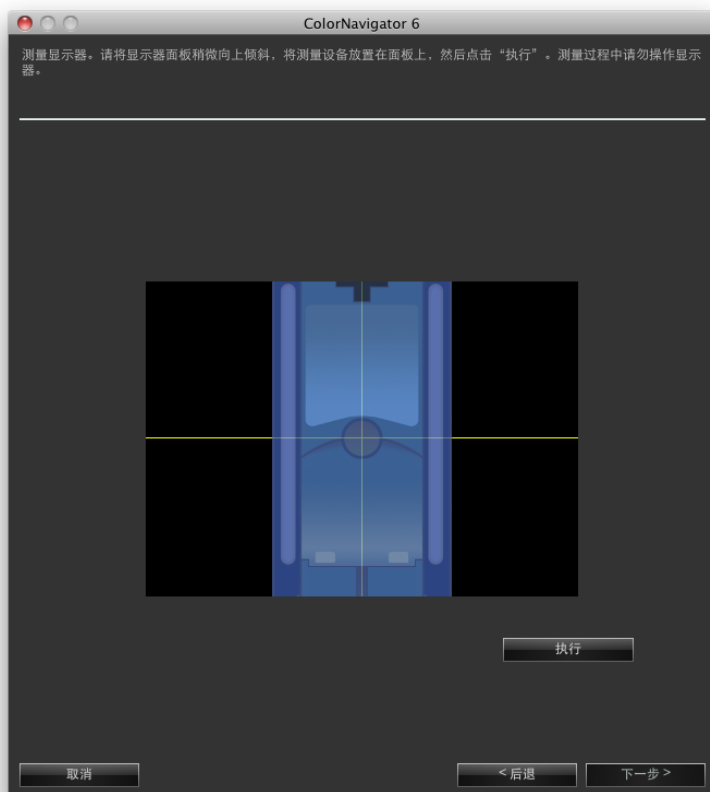 ColorNavigator 6
测量显示器。请将显示器面板稍微向上倾斜，将测量设备放置在面板上，然后点击“执行”。测量过程中请勿操作显示
器。
执行
取消
<后退
下一步>